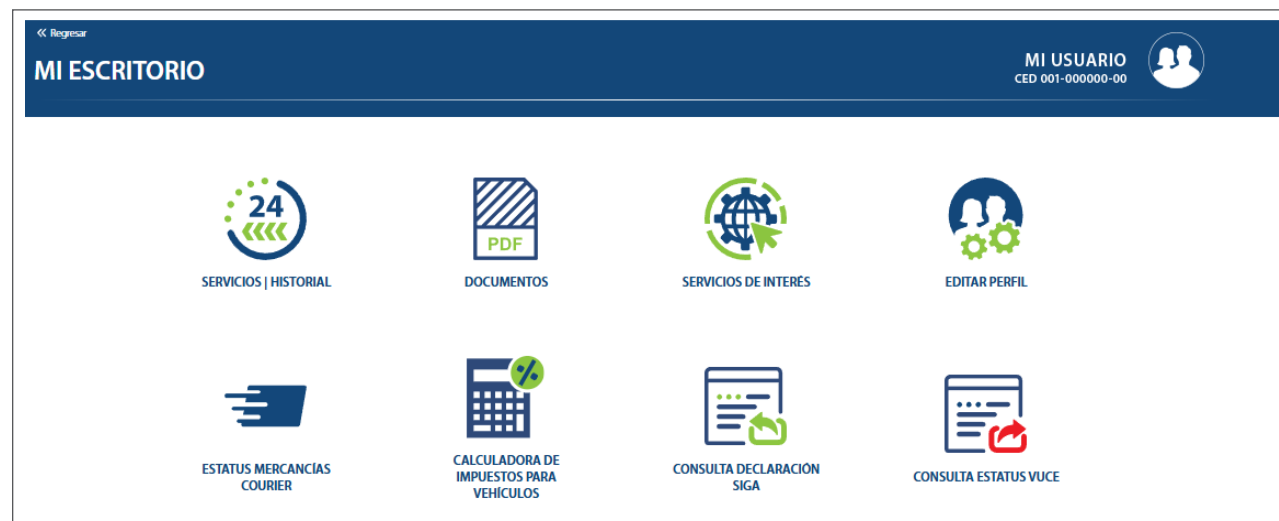 « Regresar
MI ESCRITORIO
MI USUARIO
CED 001-000000-00
24
PDF
SERVICIOS | HISTORIAL
DOCUMENTOS
SERVICIOS DE INTERÉS
EDITAR PERFIL
%
ESTATUS MERCANCÍAS
COURIER
CALCULADORA DE
IMPUESTOS PARA
VEHÍCULOS
CONSULTA DECLARACIÓN
SIGA
CONSULTA ESTATUS VUCE